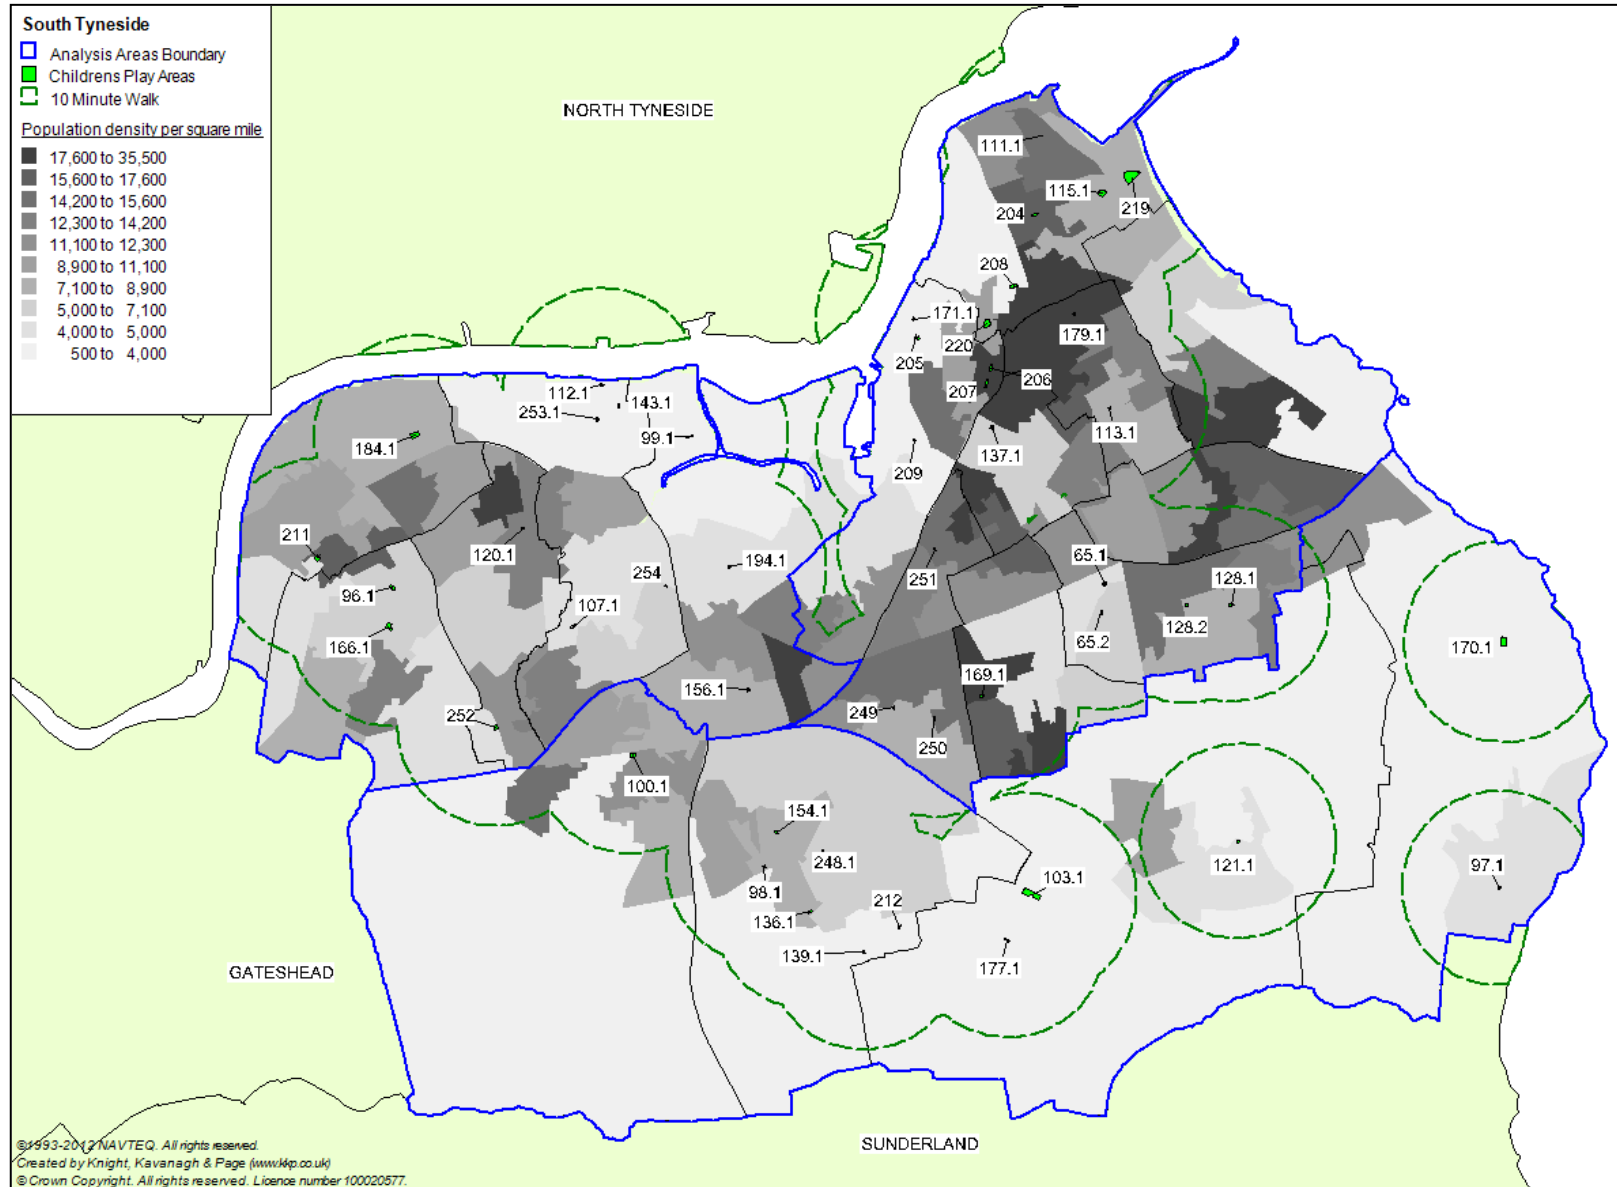 South Tyneside
Analysis Areas Boundary
Childrens Play Areas
10 Minute Walk
Population density per square mile
17,600 to 35,500
15,600 to 17,600
14,200 to 15,600
12,300 to 14,200
11,100 to 12,300
8,900 to 11,100
7,100 to 8,900
5,000 to 7,100
4,000 to 5,000
500 to 4,000
NORTH TYNESIDE
111.1
115.1
204
219
208
171.1
179.1
220
205
206
207
112.1
143.1
253.1
99.1
113.1
184.1
137.1
209
211
120.1
194.1
254
251
65.1
128.1
96.1
107.1
128.2
65.2
166.1
170.1
169.1
156.1
252
249
250
100.1
154.1
248.1
121.1
97.1
98.1
103.1
212
136.1
139.1
177.1
GATESHEAD
SUNDERLAND
©1993-2012 NAVTEQ. All rights reserved.
Created by Knight, Kavanagh & Page (www.kkp.co.uk)
© Crown Copyright. All rights reserved. Licence number 100020577.